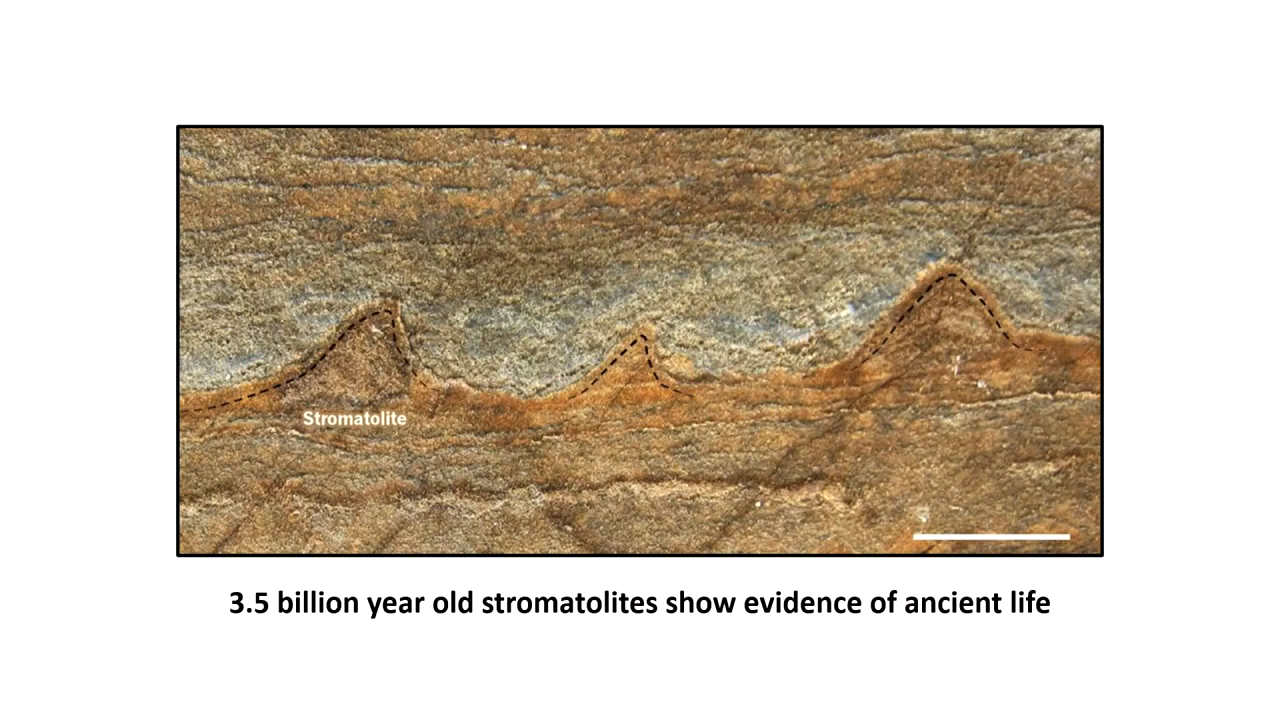 Stromatolite
3.5 billion year old stromatolites show evidence of ancient life